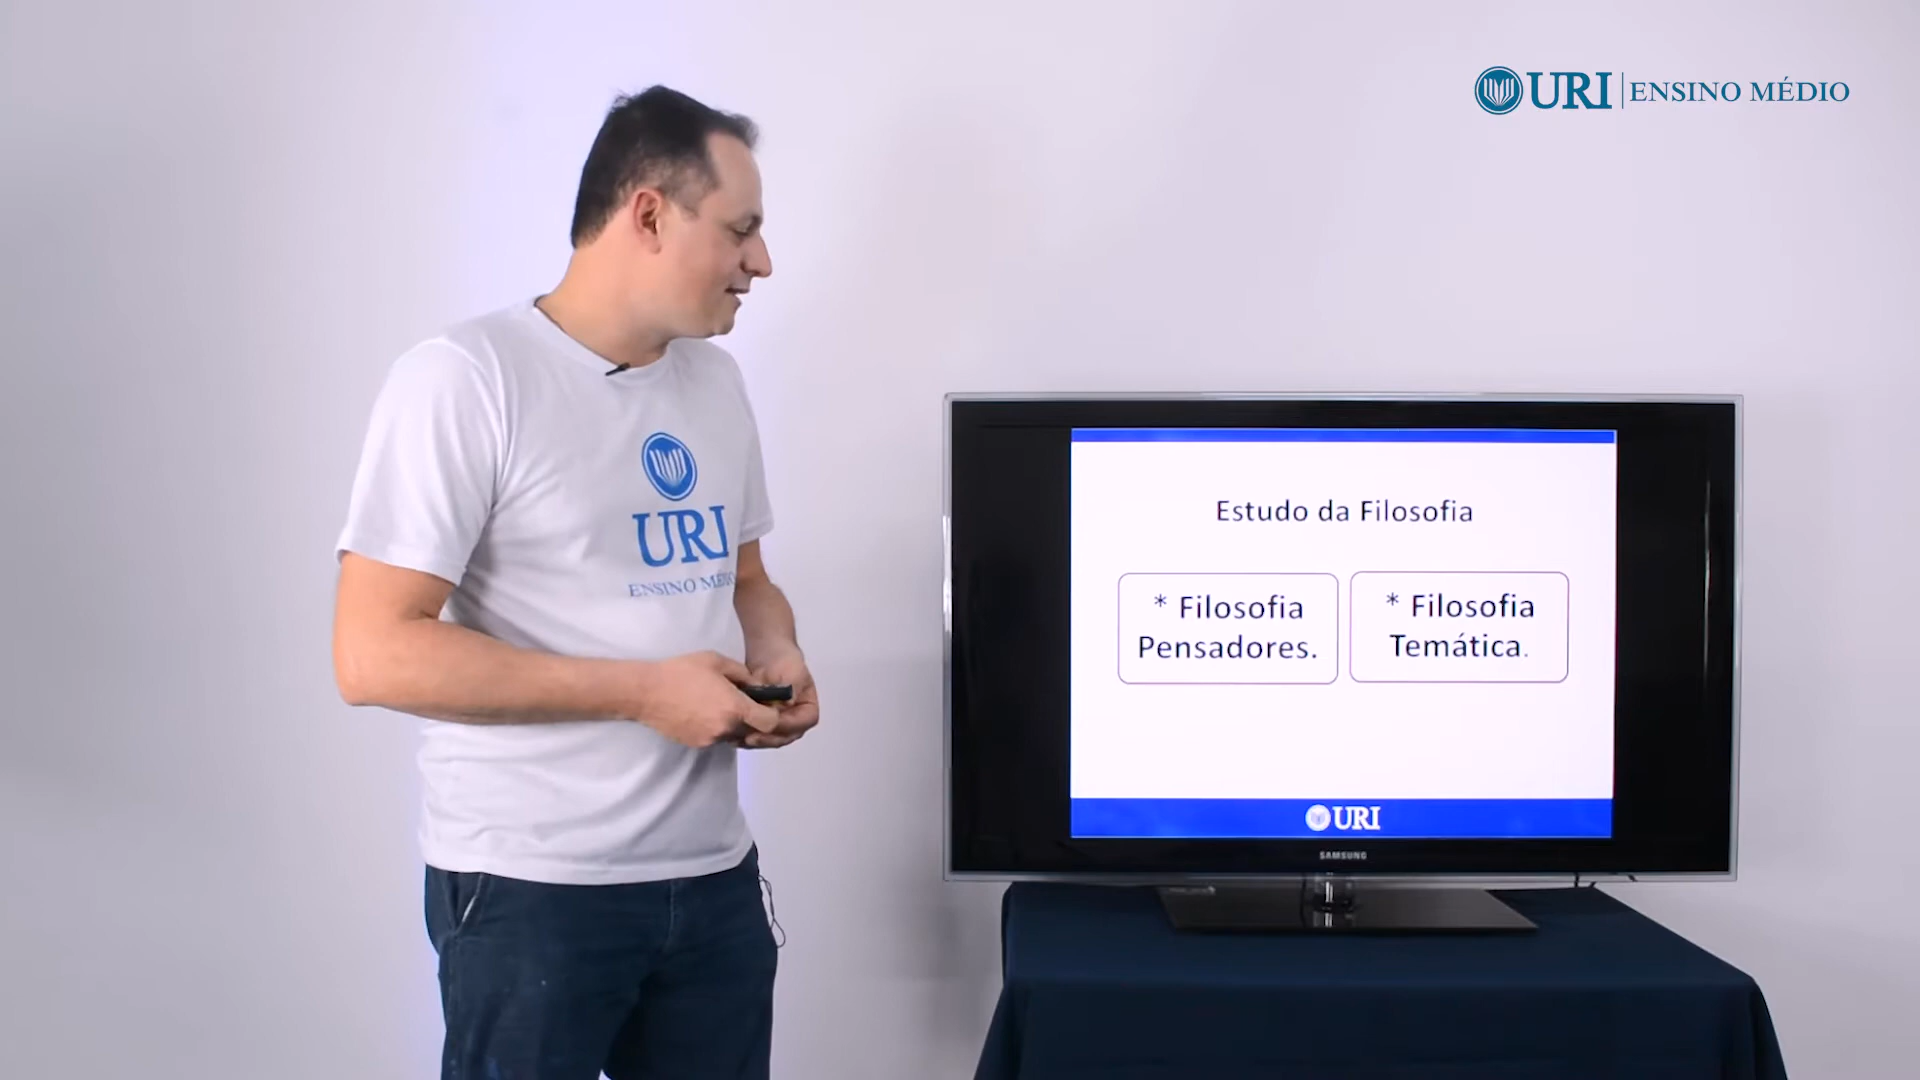 URI ENSINO MÉDIO
URI
ENSINO MÉDIO
Estudo da Filosofia
* Filosofia
Pensadores.
* Filosofia
Temática.
URI
SAMSUNG